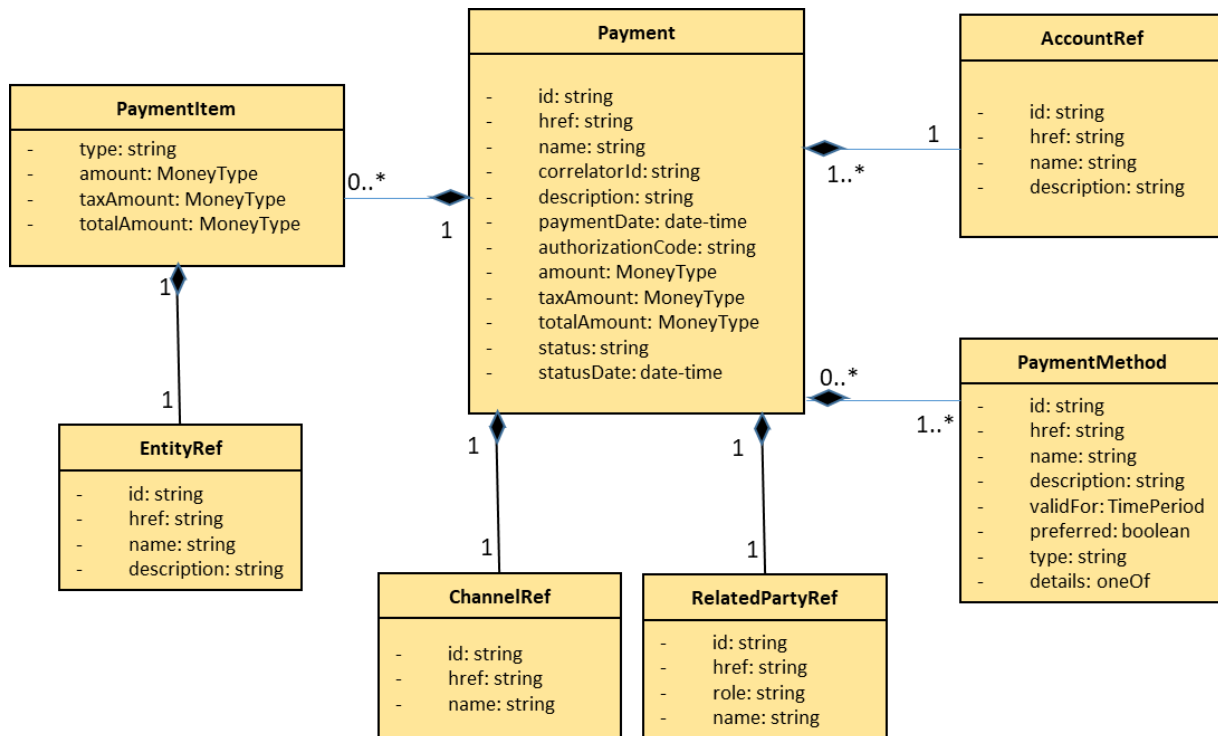 Payment
- id: string
- href: string
- name: string
- correlatorId: string
- description: string
- paymentDate: date-time
- authorizationCode: string
- amount: MoneyType
- taxAmount: MoneyType
- totalAmount: MoneyType
- status: string
- statusDate: date-time
AccountRef
- id: string
- href: string
- name: string
- description: string
1
1..*
PaymentItem
- type: string
- amount: MoneyType
- taxAmount: MoneyType
- totalAmount: MoneyType
0..*
1
1
1
EntityRef
- id: string
- href: string
- name: string
- description: string
PaymentMethod
- id: string
- href: string
- name: string
- description: string
- validFor: TimePeriod
- preferred: boolean
- type: string
- details: oneOf
0..*
1..*
1
1
1
1
ChannelRef
- id: string
- href: string
- name: string
RelatedPartyRef
- id: string
- href: string
- role: string
- name: string